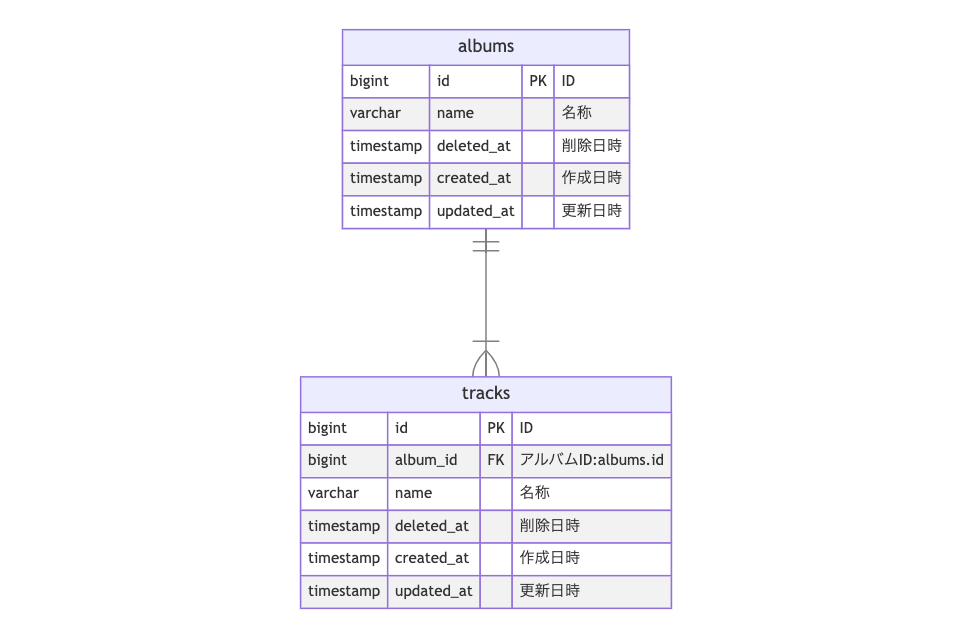 albums
bigint id PK ID
varchar name 名称
timestamp deleted_at 削除日時
timestamp created_at 作成日時
timestamp updated_at 更新日時
tracks
bigint id PK ID
bigint album_id FK アルバムID:albums.id
varchar name 名称
timestamp deleted_at 削除日時
timestamp created_at 作成日時
timestamp updated_at 更新日時